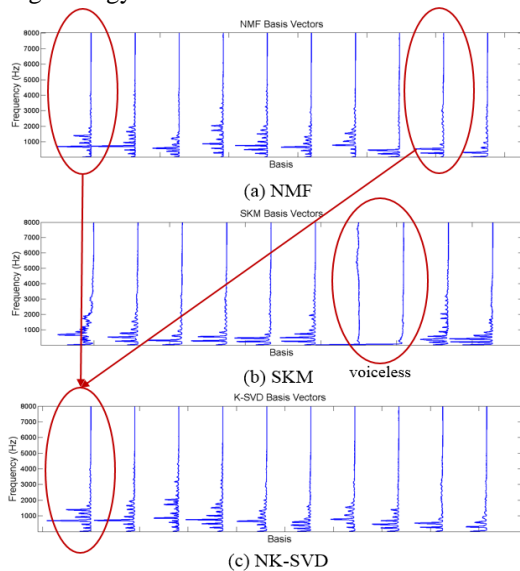 NMF Basis Vectors
8000
7000
6000
5000
4000
3000
2000
1000
Frequency (Hz)
Basis
(a) NMF
SKM Basis Vectors
8000
7000
6000
5000
4000
3000
2000
1000
Frequency (Hz)
Basis
voiceless
(b) SKM
K-SVD Basis Vectors
8000
7000
6000
5000
4000
3000
2000
1000
Frequency (Hz)
Basis
(c) NK-SVD